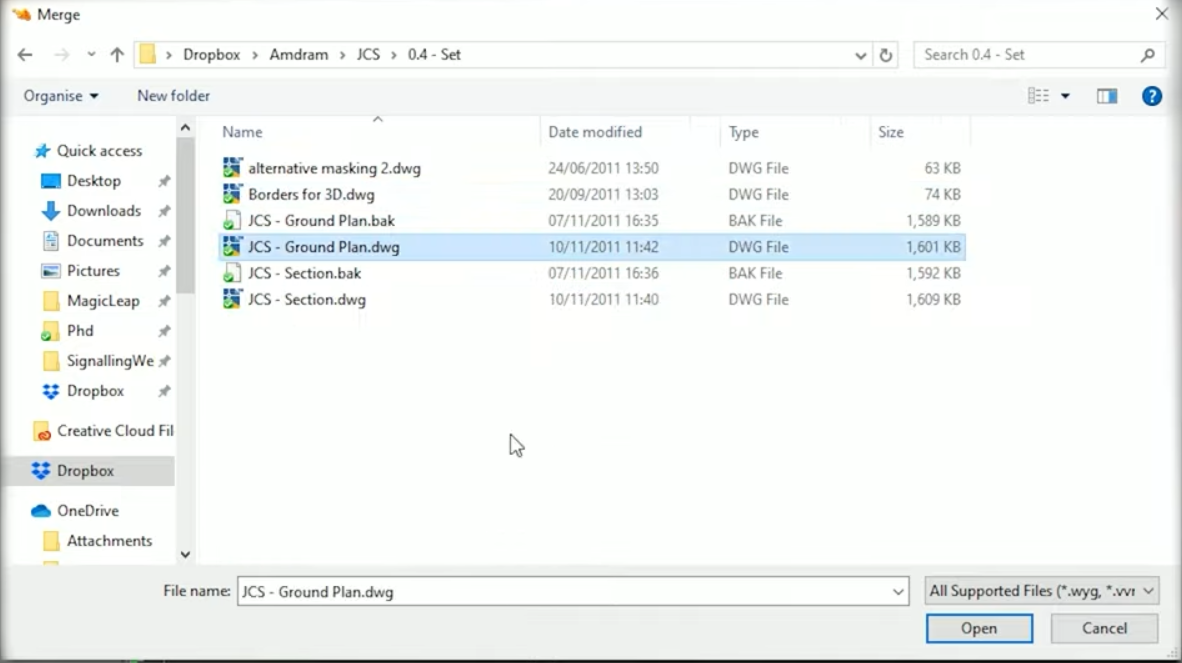 Merge
Dropbox > Amdram > JCS > 0.4 - Set
Search 0.4 - Set
Organise
New folder
Name
Date modified
Type
Size
Quick access
Desktop
Downloads
Documents
Pictures
MagicLeap
Phd
SignallingWe
Dropbox
Creative Cloud Fil
Dropbox
OneDrive
Attachments
alternative masking 2.dwg 24/06/2011 13:50 DWG File 63 KB
Borders for 3D.dwg 20/09/2011 13:03 DWG File 74 KB
JCS - Ground Plan.bak 07/11/2011 16:35 BAK File 1,589 KB
JCS - Ground Plan.dwg 10/11/2011 11:42 DWG File 1,601 KB
JCS - Section.bak 07/11/2011 16:36 BAK File 1,592 KB
JCS - Section.dwg 10/11/2011 11:40 DWG File 1,609 KB
File name: JCS - Ground Plan.dwg
All Supported Files (*.wyg, *.vvr
Open
Cancel